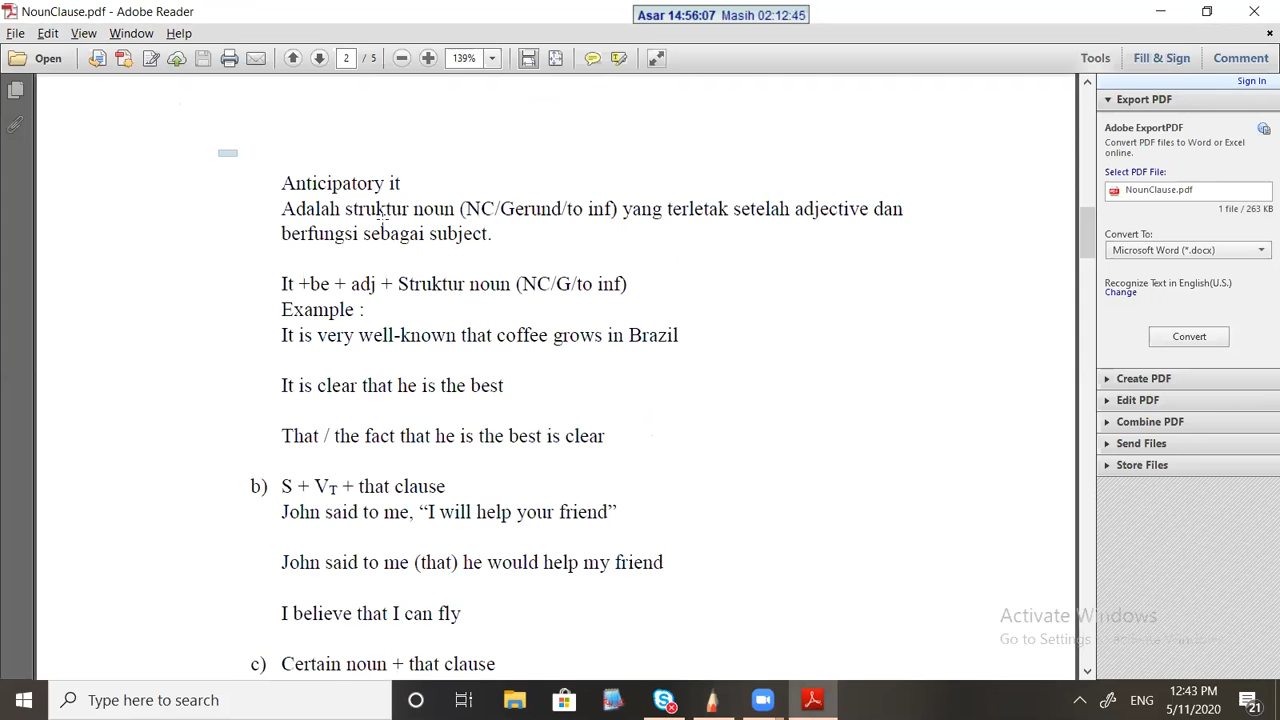 NounClause.pdf - Adobe Reader
Asar 14:56:07 Masih 02:12:45
File Edit View Window Help
Open 2 / 5 139% Tools Fill & Sign Comment
Sign In
Export PDF
Adobe ExportPDF
Convert PDF files to Word or Excel online.
Select PDF File:
NounClause.pdf
1 file / 263 KB
Convert To:
Microsoft Word (*.docx)
Recognize Text in English(U.S.)
Change
Convert
Create PDF
Edit PDF
Combine PDF
Send Files
Store Files
Anticipatory it
Adalah struktur noun (NC/Gerund/to inf) yang terletak setelah adjective dan
berfungsi sebagai subject.
It +be + adj + Struktur noun (NC/G/to inf)
Example :
It is very well-known that coffee grows in Brazil
It is clear that he is the best
That / the fact that he is the best is clear
b) S + VT + that clause
John said to me, “I will help your friend”
John said to me (that) he would help my friend
I believe that I can fly
c) Certain noun + that clause
Activate Windows
Go to Settings to activate Windows.
Type here to search
ENG
12:43 PM
5/11/2020
21